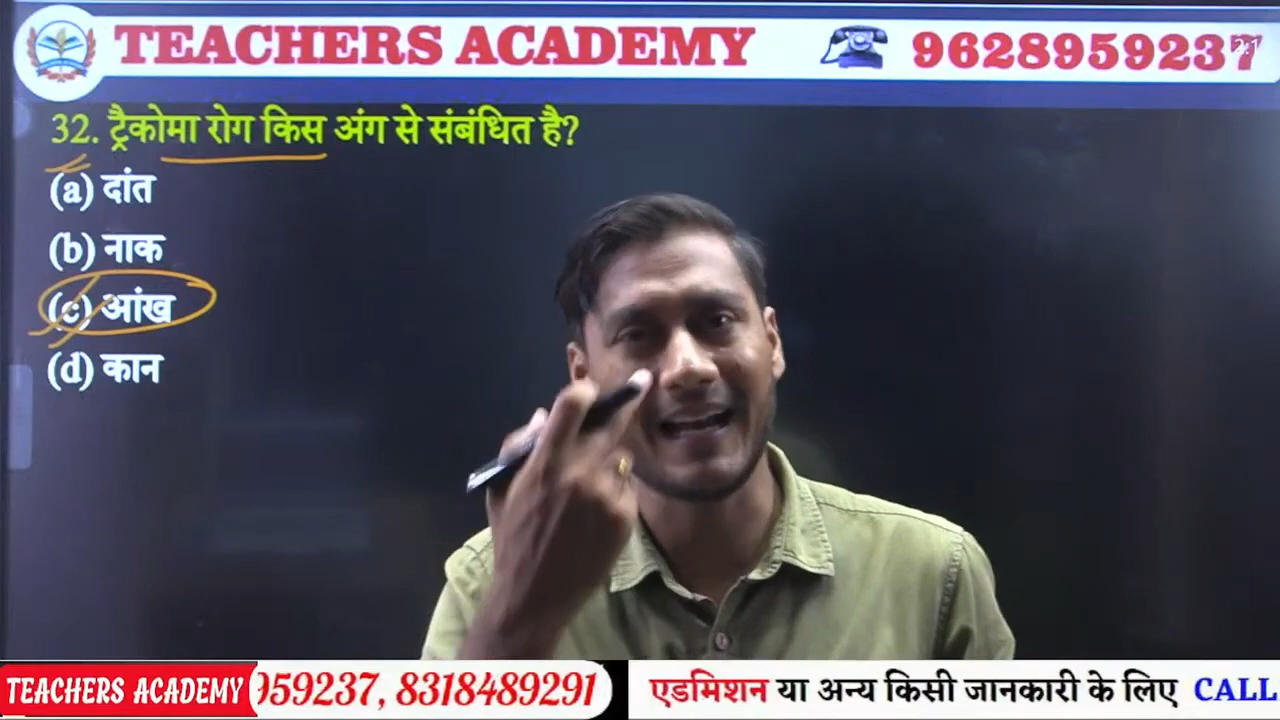 TEACHERS ACADEMY 9628959237
32. ट्रैकोमा रोग किस अंग से संबंधित है?
(a) दांत
(b) नाक
(c) आंख
(d) कान
TEACHERS ACADEMY 959237, 8318489291 एडमिशन या अन्य किसी जानकारी के लिए CALL